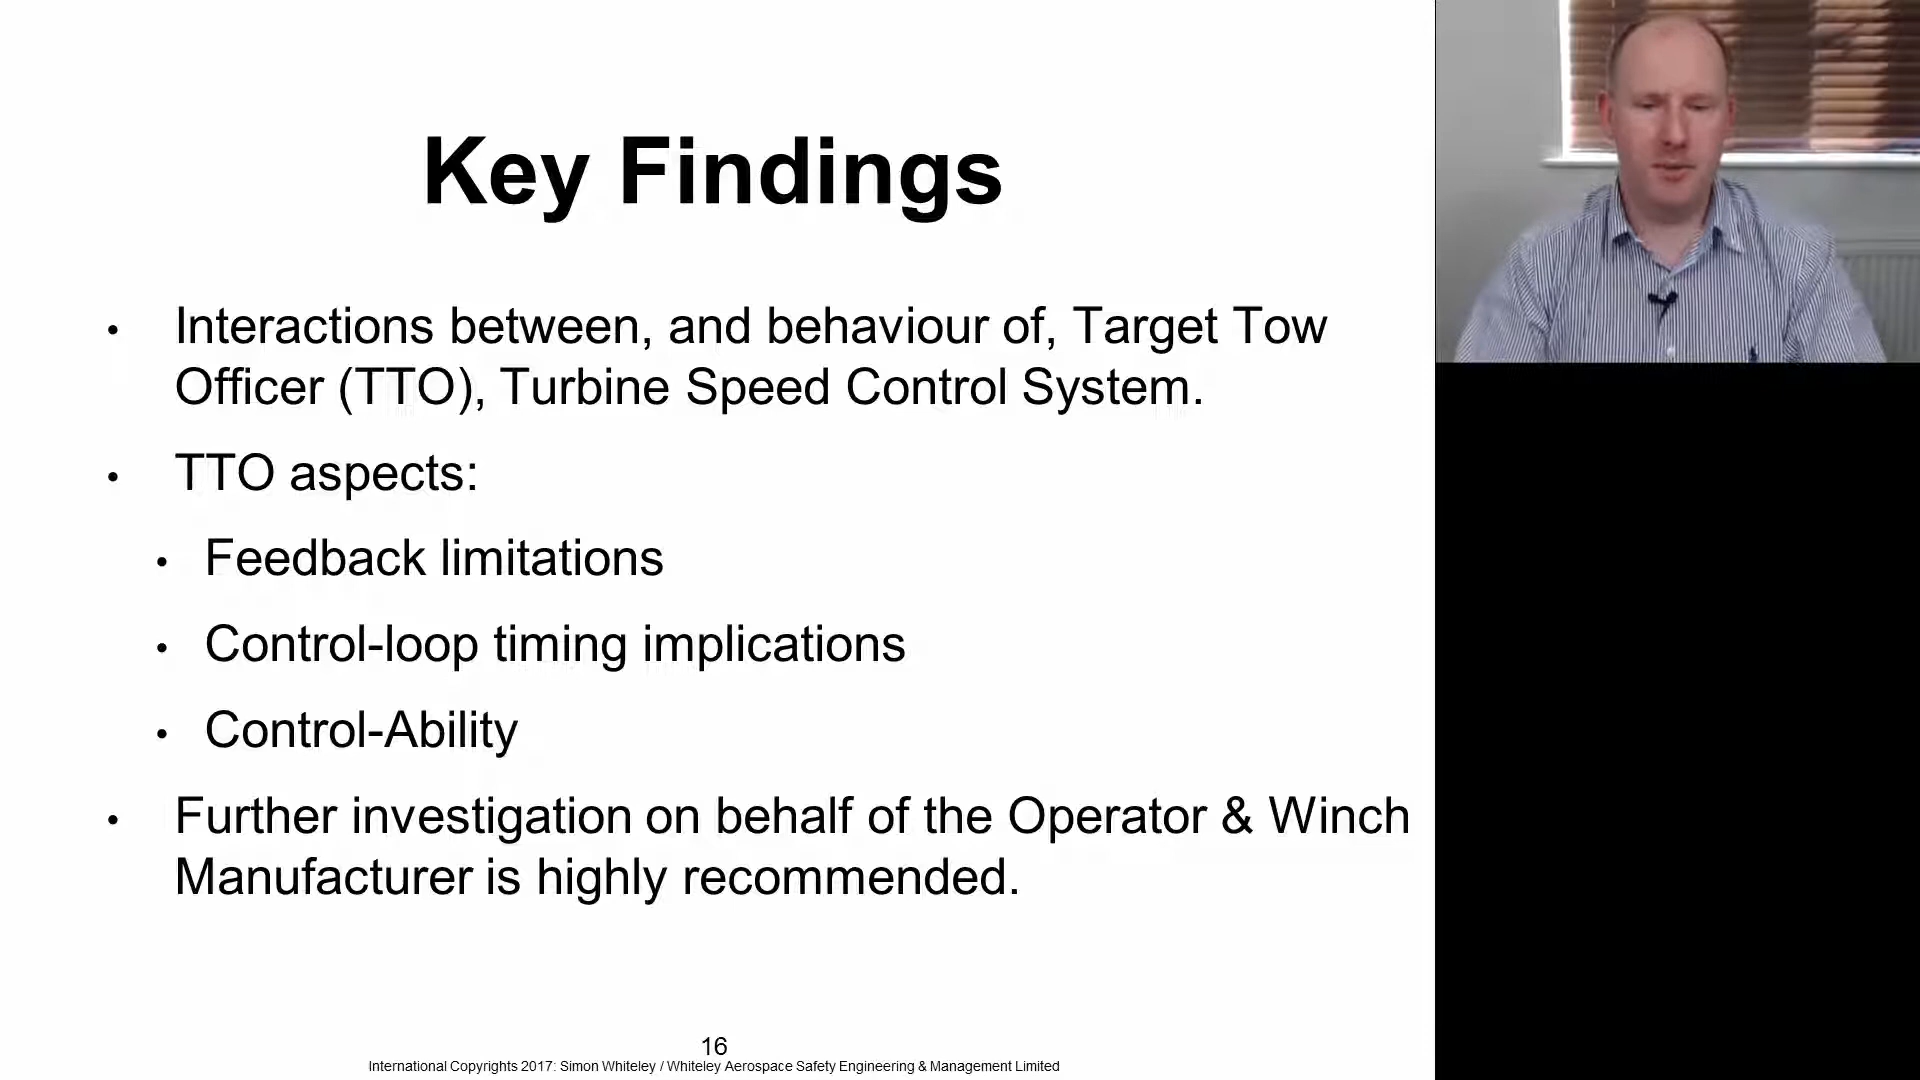 Key Findings
• Interactions between, and behaviour of, Target Tow
Officer (TTO), Turbine Speed Control System.
• TTO aspects:
• Feedback limitations
• Control-loop timing implications
• Control-Ability
• Further investigation on behalf of the Operator & Winch
Manufacturer is highly recommended.
16
International Copyrights 2017: Simon Whiteley / Whiteley Aerospace Safety Engineering & Management Limited